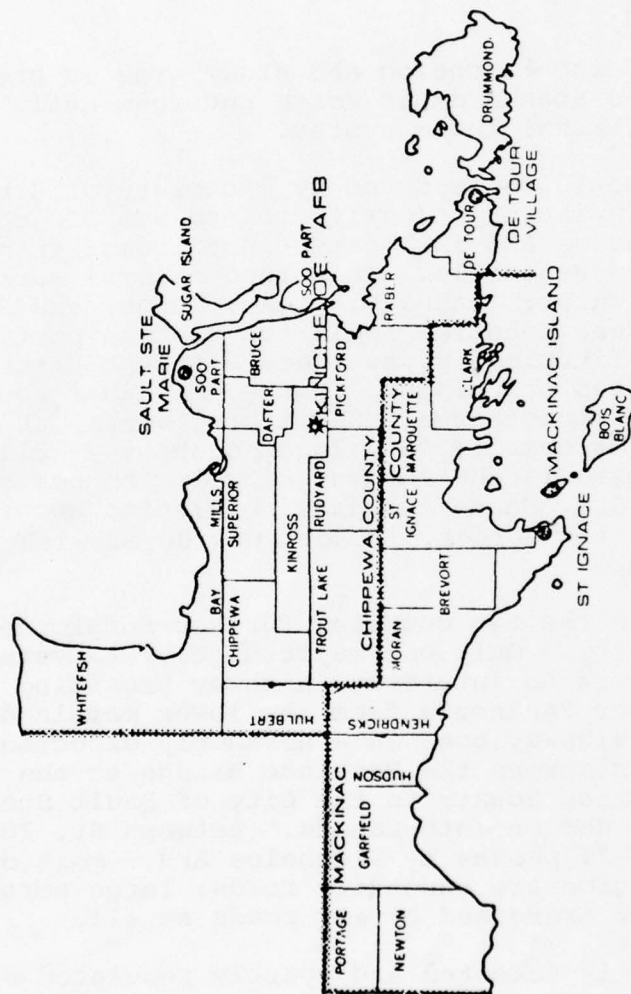 WHITEFISH
SAULT STE
MARIE
SUGAR ISLAND
SOO
PART
BAY MILLS
SUPERIOR
CHIPPEWA
BRUCE
DAFTER
SOO PART
KINROSS
KINCHELOE AFB
HULBERT
TROUT LAKE
RUDYARD
PICKFORD
RABER
DRUMMOND
DE TOUR
DE TOUR
VILLAGE
CHIPPEWA COUNTY
MACKINAC COUNTY
PORTAGE
NEWTON
GARFIELD
HUDSON
HENDRICKS
MORAN
BREVORT
ST
IGNACE
MARQUETTE
CLARK
MACKINAC ISLAND
ST IGNACE
BOIS
BLANC